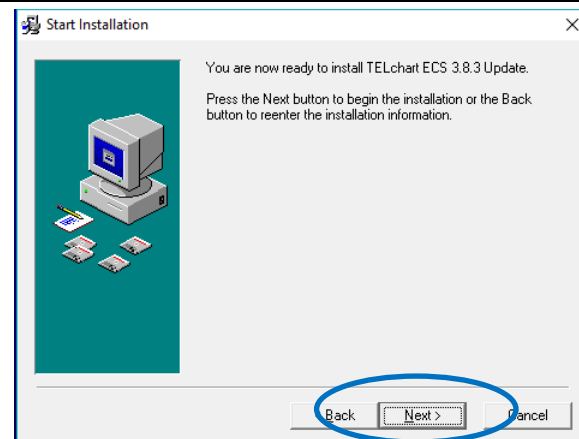 Start Installation
You are now ready to install TELchart ECS 3.8.3 Update.
Press the Next button to begin the installation or the Back
button to reenter the installation information.
Back
Next >
Cancel